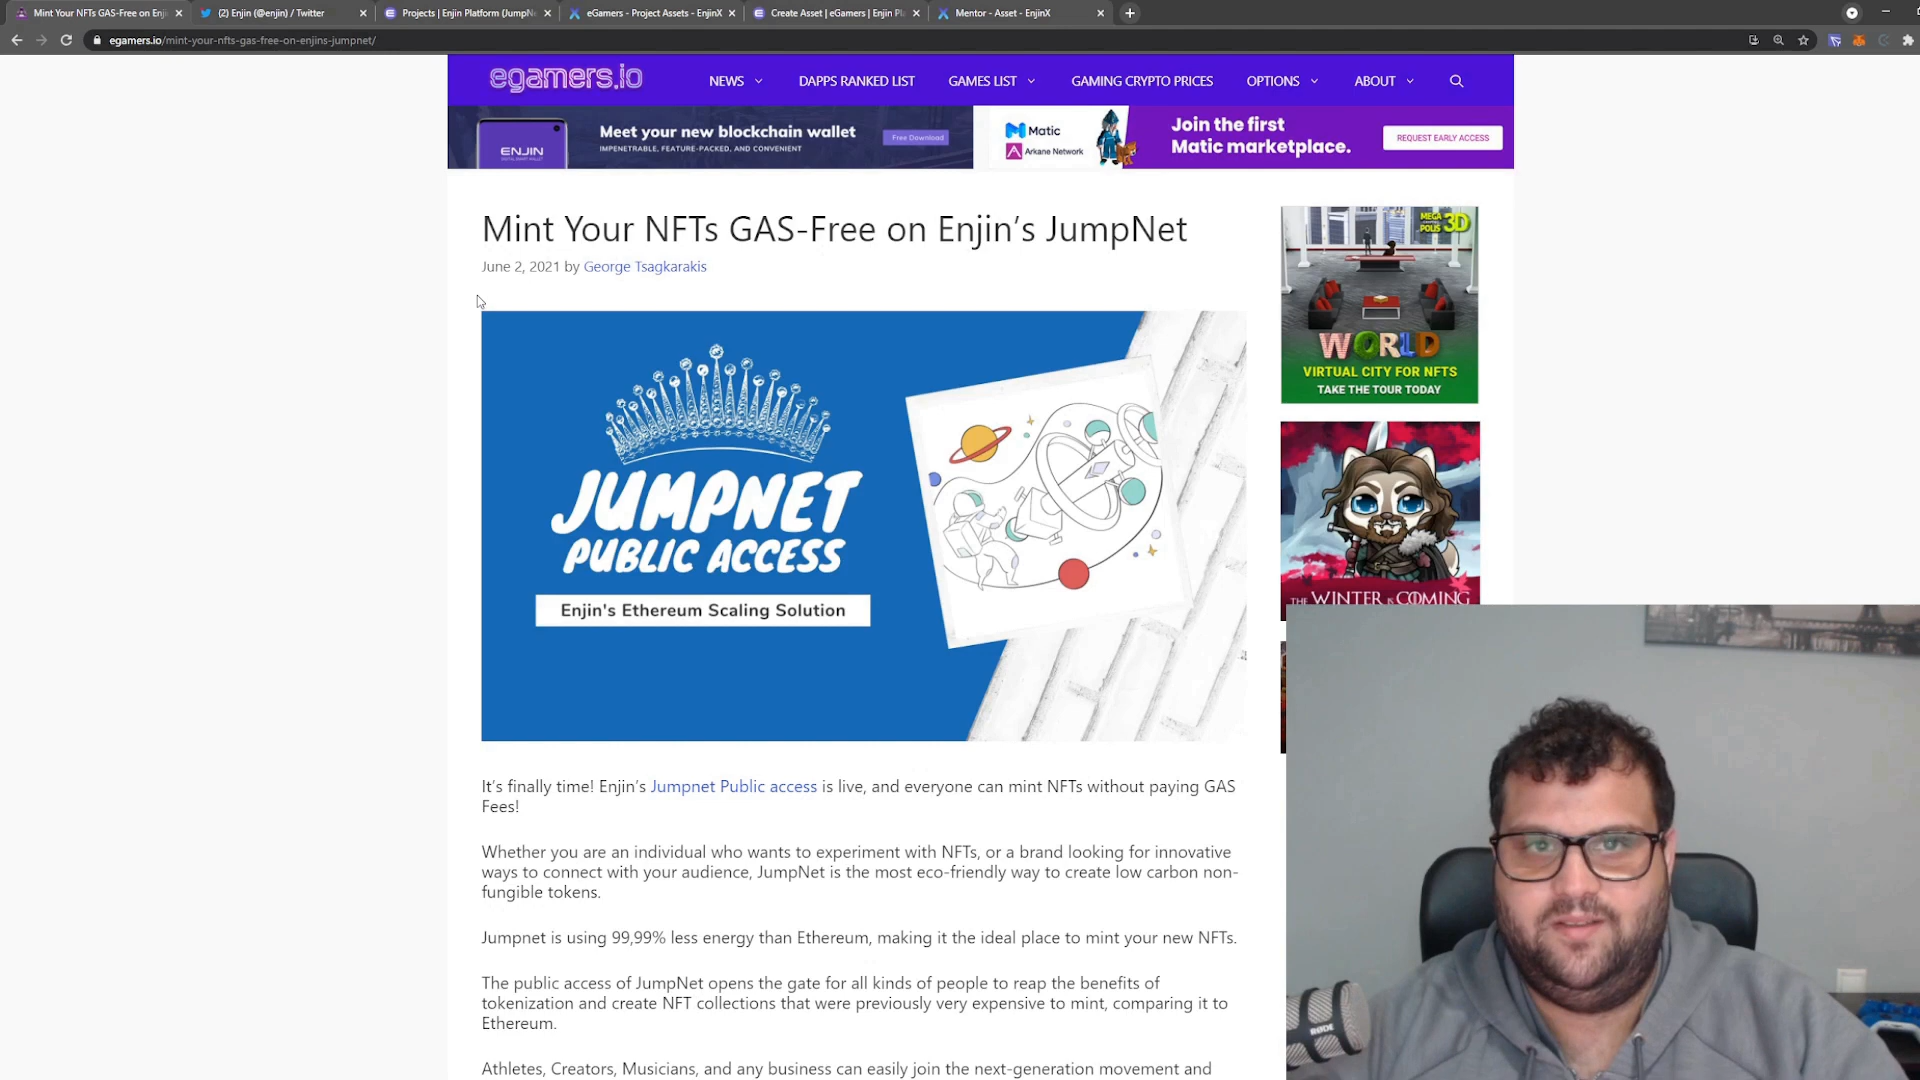 Mint Your NFTs GAS-Free on Enj
(2) Enjin (@enjin) / Twitter
Projects | Enjin Platform (JumpNe
eGamers - Project Assets - EnjinX
Create Asset | eGamers | Enjin Pl
Mentor - Asset - EnjinX
egamers.io/mint-your-nfts-gas-free-on-enjins-jumpnet/
egamers.io
NEWS
DAPPS RANKED LIST
GAMES LIST
GAMING CRYPTO PRICES
OPTIONS
ABOUT
ENJIN
Meet your new blockchain wallet
IMPENETRABLE, FEATURE-PACKED, AND CONVENIENT
Free Download
Matic
Arkane Network
Join the first
Matic marketplace.
REQUEST EARLY ACCESS
Mint Your NFTs GAS-Free on Enjin’s JumpNet
June 2, 2021 by George Tsagkarakis
JUMPNET
PUBLIC ACCESS
Enjin's Ethereum Scaling Solution
MEGA
POLIS 3D
WORLD
VIRTUAL CITY FOR NFTS
TAKE THE TOUR TODAY
THE WINTER IS COMING
It’s finally time! Enjin’s Jumpnet Public access is live, and everyone can mint NFTs without paying GAS
Fees!
Whether you are an individual who wants to experiment with NFTs, or a brand looking for innovative
ways to connect with your audience, JumpNet is the most eco-friendly way to create low carbon non-
fungible tokens.
Jumpnet is using 99,99% less energy than Ethereum, making it the ideal place to mint your new NFTs.
The public access of JumpNet opens the gate for all kinds of people to reap the benefits of
tokenization and create NFT collections that were previously very expensive to mint, comparing it to
Ethereum.
Athletes, Creators, Musicians, and any business can easily join the next-generation movement and
RØDE